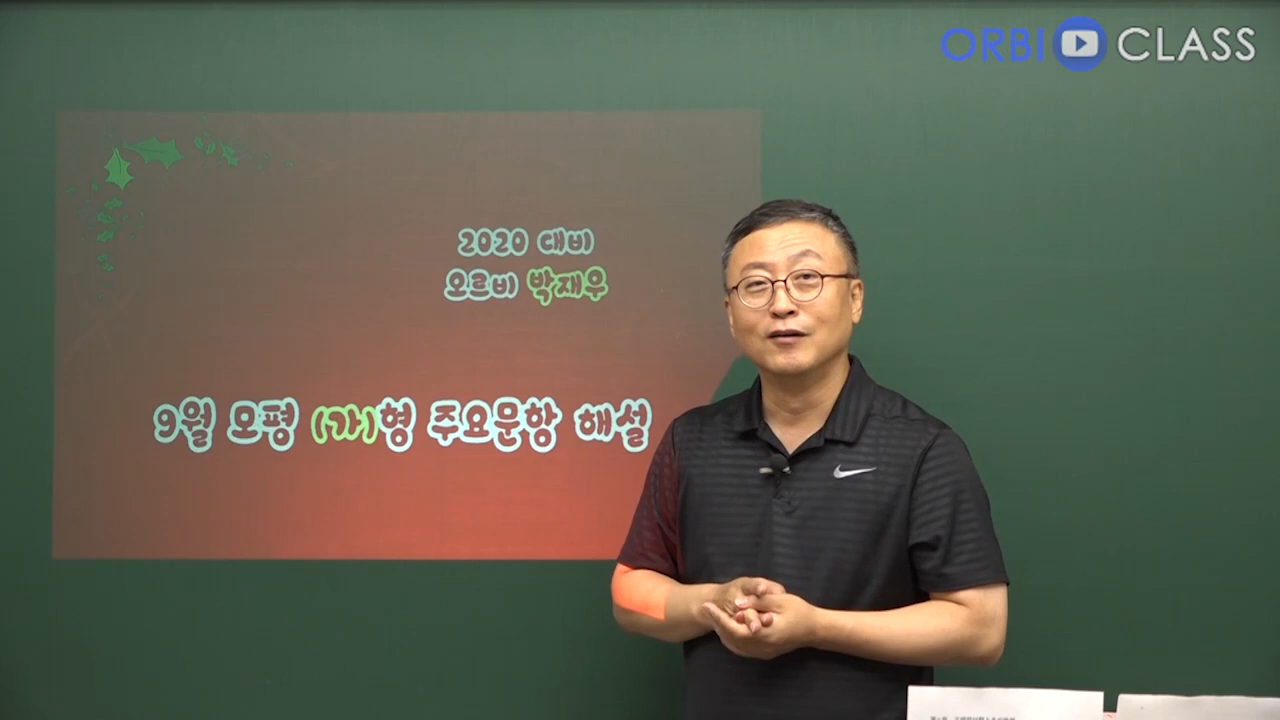 ORBI CLASS
2020 대비
오르비 박재우
9월 모평 (가)형 주요문항 해설